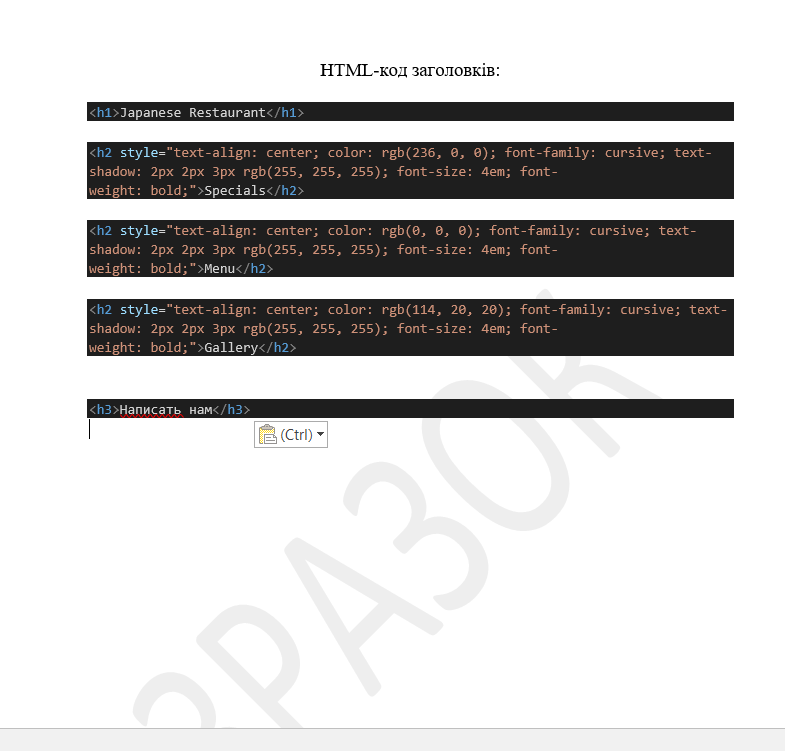 HTML-код заголовків:
<h1>Japanese Restaurant</h1>
<h2 style="text-align: center; color: rgb(236, 0, 0); font-family: cursive; text-
shadow: 2px 2px 3px rgb(255, 255, 255); font-size: 4em; font-
weight: bold;">Specials</h2>
<h2 style="text-align: center; color: rgb(0, 0, 0); font-family: cursive; text-
shadow: 2px 2px 3px rgb(255, 255, 255); font-size: 4em; font-
weight: bold;">Menu</h2>
<h2 style="text-align: center; color: rgb(114, 20, 20); font-family: cursive; text-
shadow: 2px 2px 3px rgb(255, 255, 255); font-size: 4em; font-
weight: bold;">Gallery</h2>
<h3>Написать нам</h3>
(Ctrl)
ЗРАЗОК